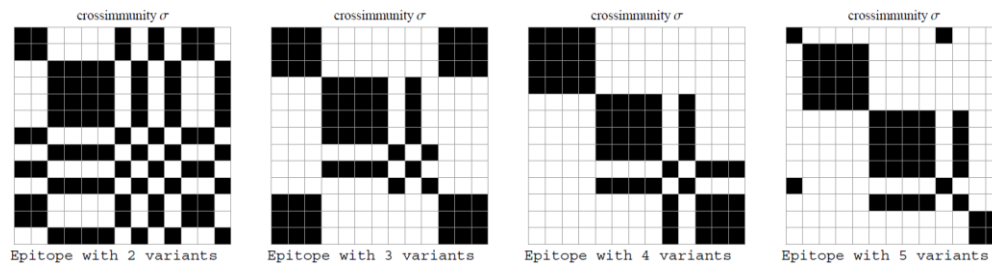 crossimmunity σ
crossimmunity σ
crossimmunity σ
crossimmunity σ
Epitope with 2 variants
Epitope with 3 variants
Epitope with 4 variants
Epitope with 5 variants